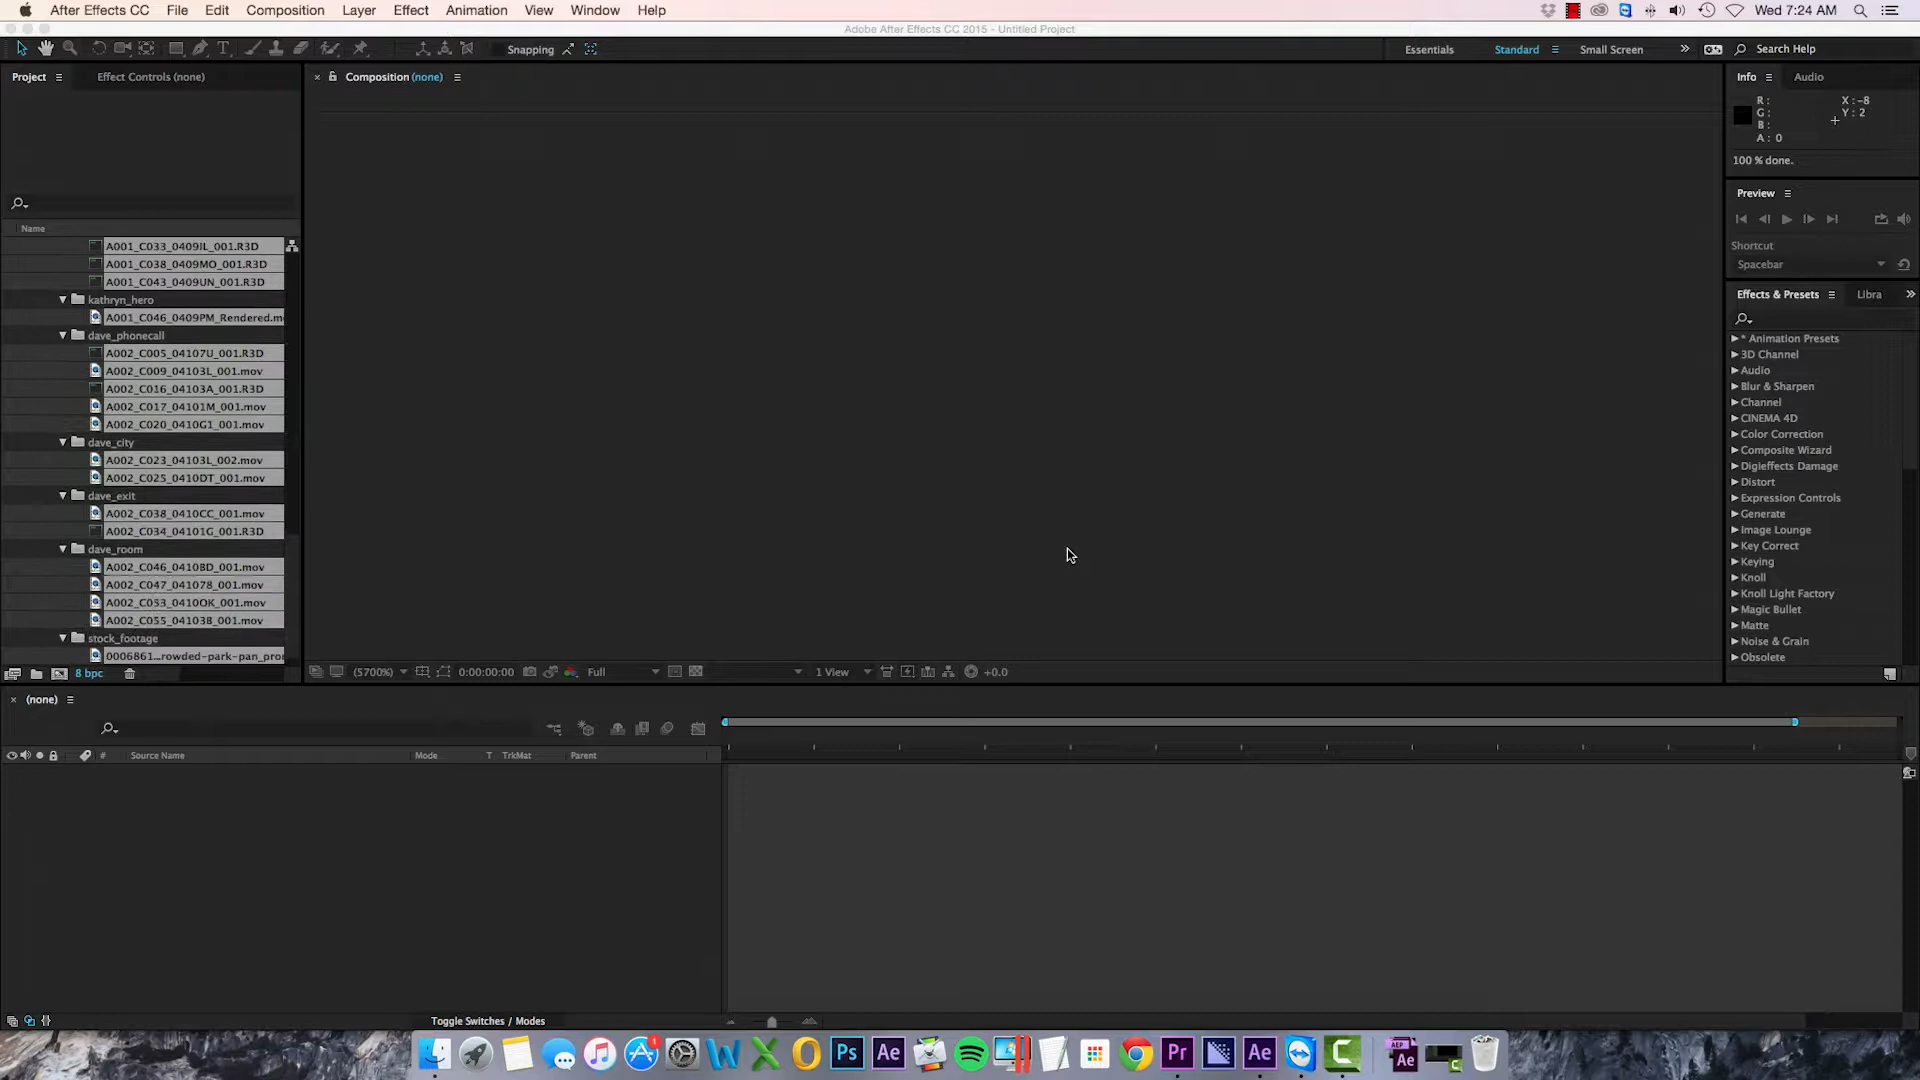 After Effects CC File Edit Composition Layer Effect Animation View Window Help Wed 7:24 AM
Adobe After Effects CC 2015 - Untitled Project
Snapping Essentials Standard Small Screen Search Help
Project Effect Controls (none) Composition (none) Info Audio
R: X: -8
G: Y: 2
B:
A: 0
100 % done.
Preview
Shortcut
Spacebar
Effects & Presets Libra
* Animation Presets
3D Channel
Audio
Blur & Sharpen
Channel
CINEMA 4D
Color Correction
Composite Wizard
Digieffects Damage
Distort
Expression Controls
Generate
Image Lounge
Key Correct
Keying
Knoll
Knoll Light Factory
Magic Bullet
Matte
Noise & Grain
Obsolete
Name
A001_C033_0409IL_001.R3D
A001_C038_0409MO_001.R3D
A001_C043_0409UN_001.R3D
kathryn_hero
A001_C046_0409PM_Rendered.m
dave_phonecall
A002_C005_04107U_001.R3D
A002_C009_04103L_001.mov
A002_C016_04103A_001.R3D
A002_C017_04101M_001.mov
A002_C020_0410G1_001.mov
dave_city
A002_C023_04103L_002.mov
A002_C025_0410DT_001.mov
dave_exit
A002_C038_0410CC_001.mov
A002_C034_04101G_001.R3D
dave_room
A002_C046_0410BD_001.mov
A002_C047_041078_001.mov
A002_C053_0410OK_001.mov
A002_C055_041038_001.mov
stock_footage
0006861...rowded-park-pan_pro
8 bpc (5700%) 0:00:00:00 Full 1 View +0.0
(none)
# Source Name Mode T TrkMat Parent
Toggle Switches / Modes
Ps Ae Pr Ae AEP Ae